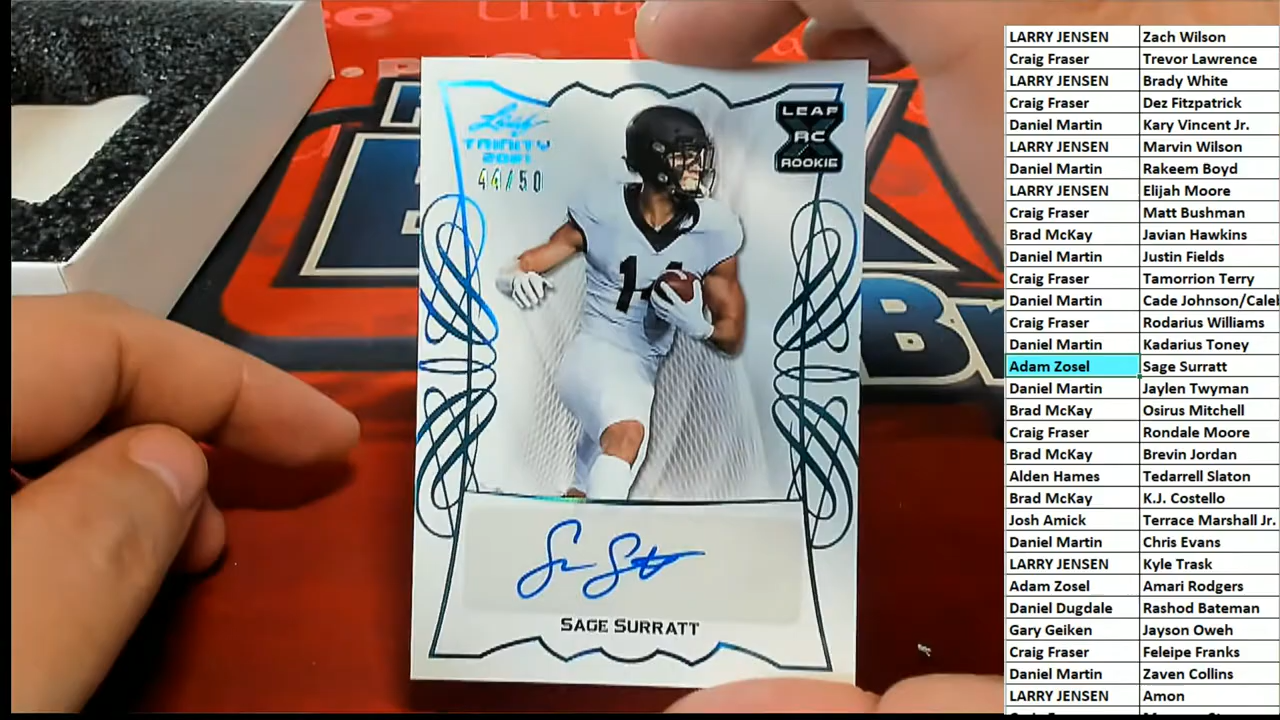 Leaf
TRINITY
2021
44/50
LEAF
RC
ROOKIE
14
Br
Sage Surratt
LARRY JENSEN Zach Wilson
Craig Fraser Trevor Lawrence
LARRY JENSEN Brady White
Craig Fraser Dez Fitzpatrick
Daniel Martin Kary Vincent Jr.
LARRY JENSEN Marvin Wilson
Daniel Martin Rakeem Boyd
LARRY JENSEN Elijah Moore
Craig Fraser Matt Bushman
Brad McKay Javian Hawkins
Daniel Martin Justin Fields
Craig Fraser Tamorrion Terry
Daniel Martin Cade Johnson/Caleb
Craig Fraser Rodarius Williams
Daniel Martin Kadarius Toney
Adam Zosel Sage Surratt
Daniel Martin Jaylen Twyman
Brad McKay Osirus Mitchell
Craig Fraser Rondale Moore
Brad McKay Brevin Jordan
Alden Hames Tedarrell Slaton
Brad McKay K.J. Costello
Josh Amick Terrace Marshall Jr.
Daniel Martin Chris Evans
LARRY JENSEN Kyle Trask
Adam Zosel Amari Rodgers
Daniel Dugdale Rashod Bateman
Gary Geiken Jayson Oweh
Craig Fraser Feleipe Franks
Daniel Martin Zaven Collins
LARRY JENSEN Amon